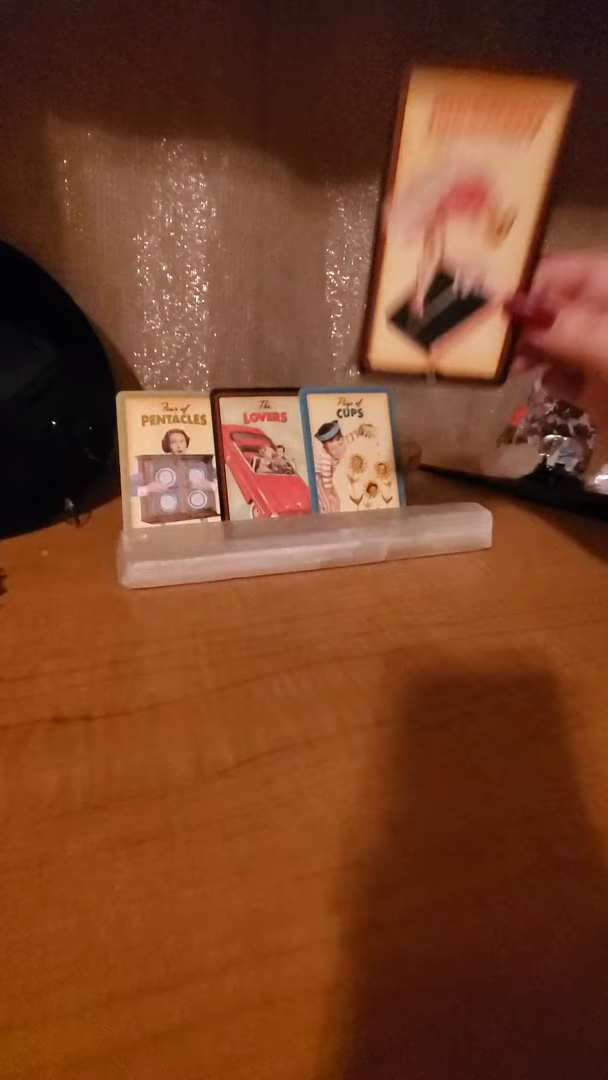 Four of
PENTACLES
The
LOVERS
Page of
CUPS